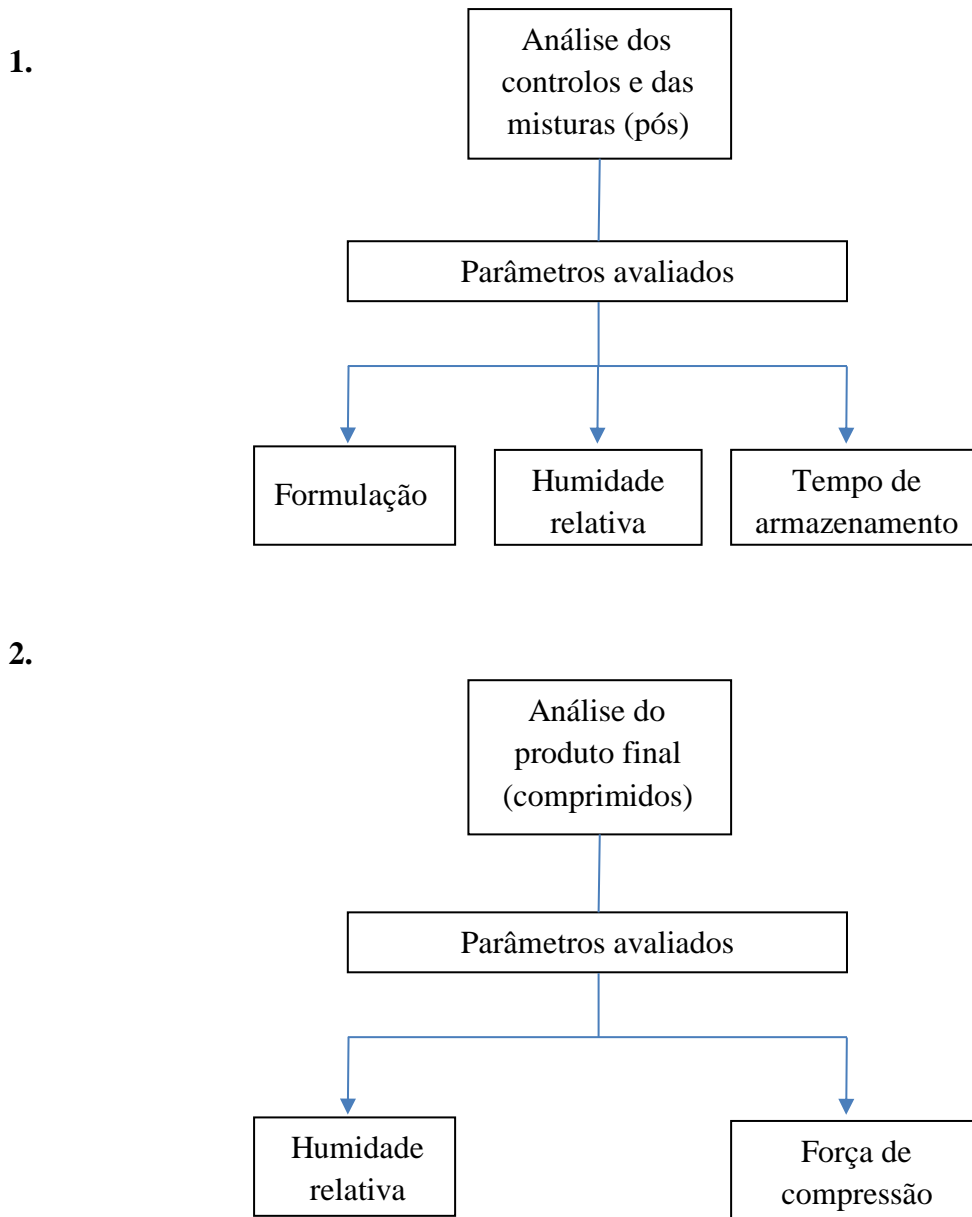 1.
Análise dos
controlos e das
misturas (pós)
Parâmetros avaliados
Formulação
Humidade
relativa
Tempo de
armazenamento
2.
Análise do
produto final
(comprimidos)
Parâmetros avaliados
Humidade
relativa
Força de
compressão